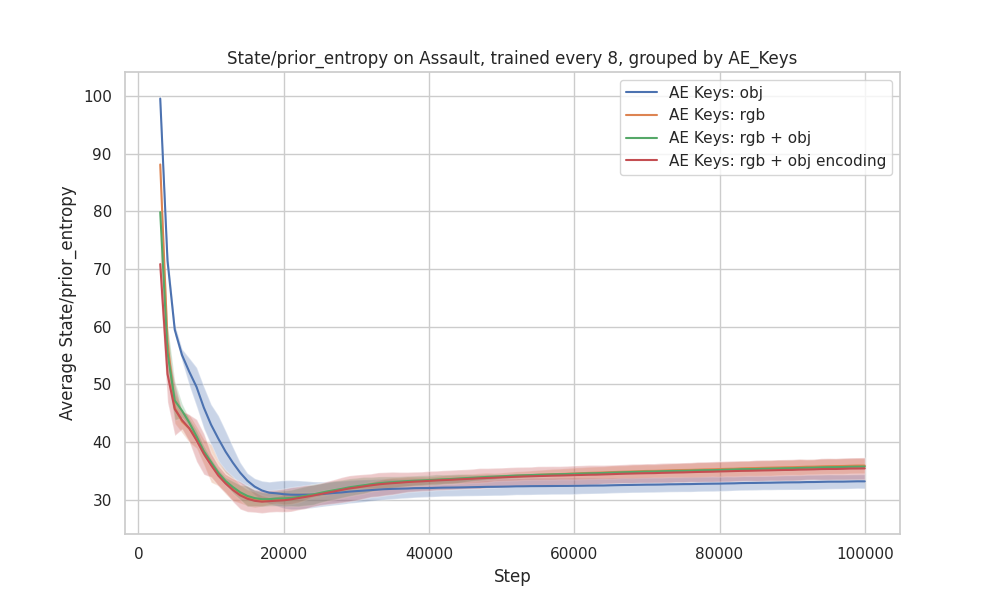 State/prior_entropy on Assault, trained every 8, grouped by AE_Keys
AE Keys: obj
AE Keys: rgb
AE Keys: rgb + obj
AE Keys: rgb + obj encoding
Average State/prior_entropy
100
90
80
70
60
50
40
30
0 20000 40000 60000 80000 100000
Step